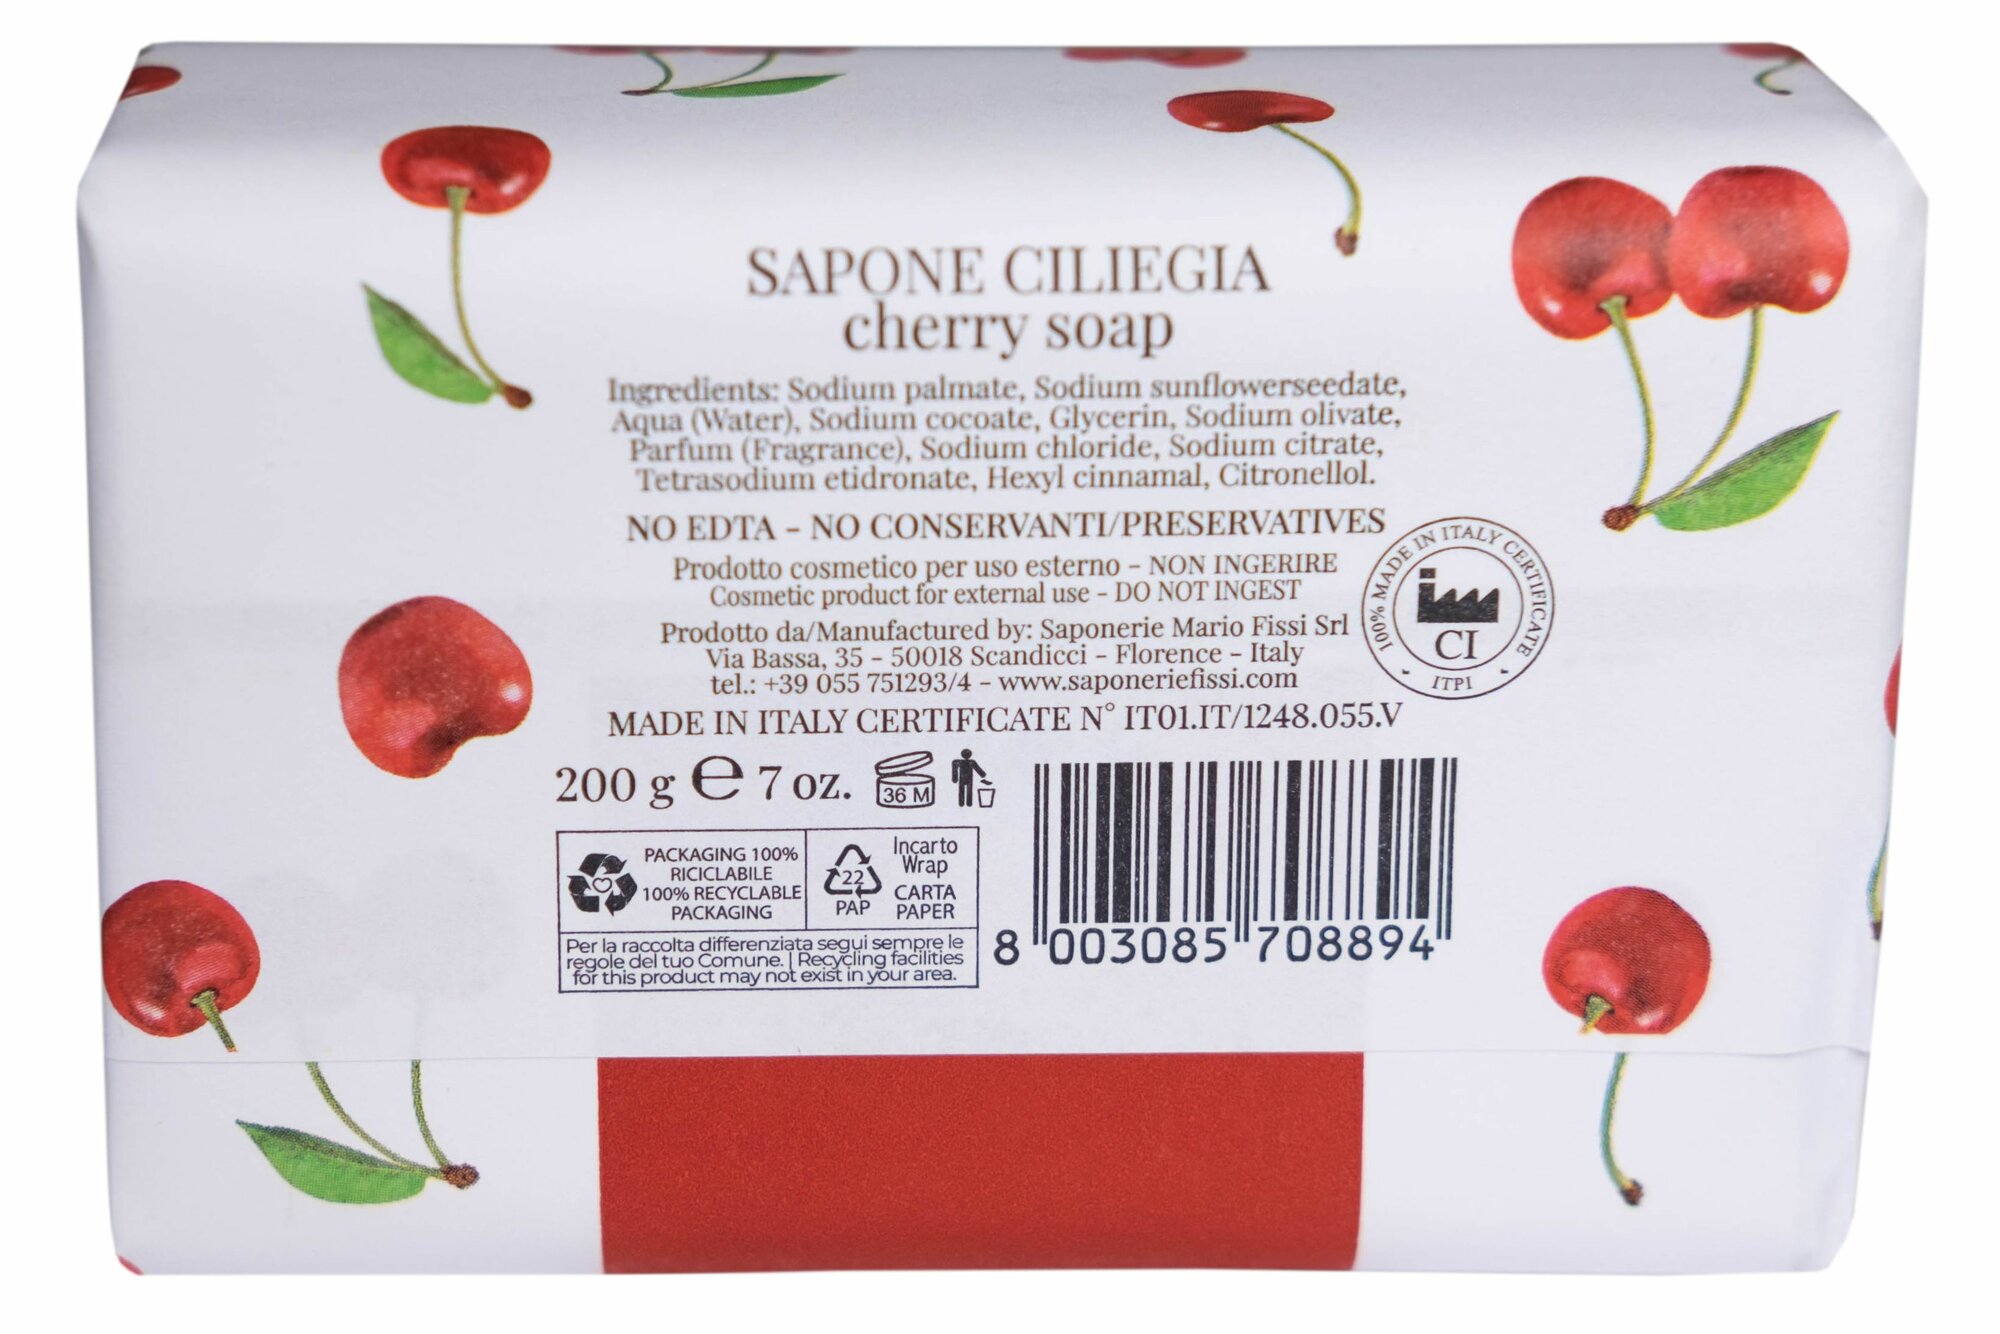 SAPONE CILIEGIA
cherry soap
Ingredients: Sodium palmate, Sodium sunflowerseedate,
Aqua (Water), Sodium cocoate, Glycerin, Sodium olivate,
Parfum (Fragrance), Sodium chloride, Sodium citrate,
Tetrasodium etidronate, Hexyl cinnamal, Citronellol.
NO EDTA - NO CONSERVANTI/PRESERVATIVES
Prodotto cosmetico per uso esterno - NON INGERIRE
Cosmetic product for external use - DO NOT INGEST
Prodotto da/Manufactured by: Saponerie Mario Fissi Srl
Via Bassa, 35 - 50018 Scandicci - Florence - Italy
tel.: +39 055 751293/4 - www.saponeriefissi.com
100% MADE IN ITALY CERTIFICATE
CI
ITPI
MADE IN ITALY CERTIFICATE N° IT01.IT/1248.055.V
200 g e 7 oz.
36 M
PACKAGING 100%
RICICLABILE
100% RECYCLABLE
PACKAGING
22
PAP
Incarto
Wrap
CARTA
PAPER
Per la raccolta differenziata segui sempre le
regole del tuo Comune. | Recycling facilities
for this product may not exist in your area.
8 003085 708894